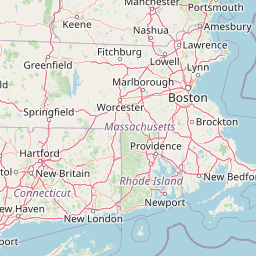 Keene
Manchester
Portsmouth
Nashua
Amesbury
Lawrence
Fitchburg
Lowell
Greenfield
Lynn
Marlborough
Boston
Worcester
Springfield
Massachusetts
Brockton
Hartford
Providence
New Britain
New Bedfor
Rhode Island
Connecticut
Newport
New Haven
New London
port